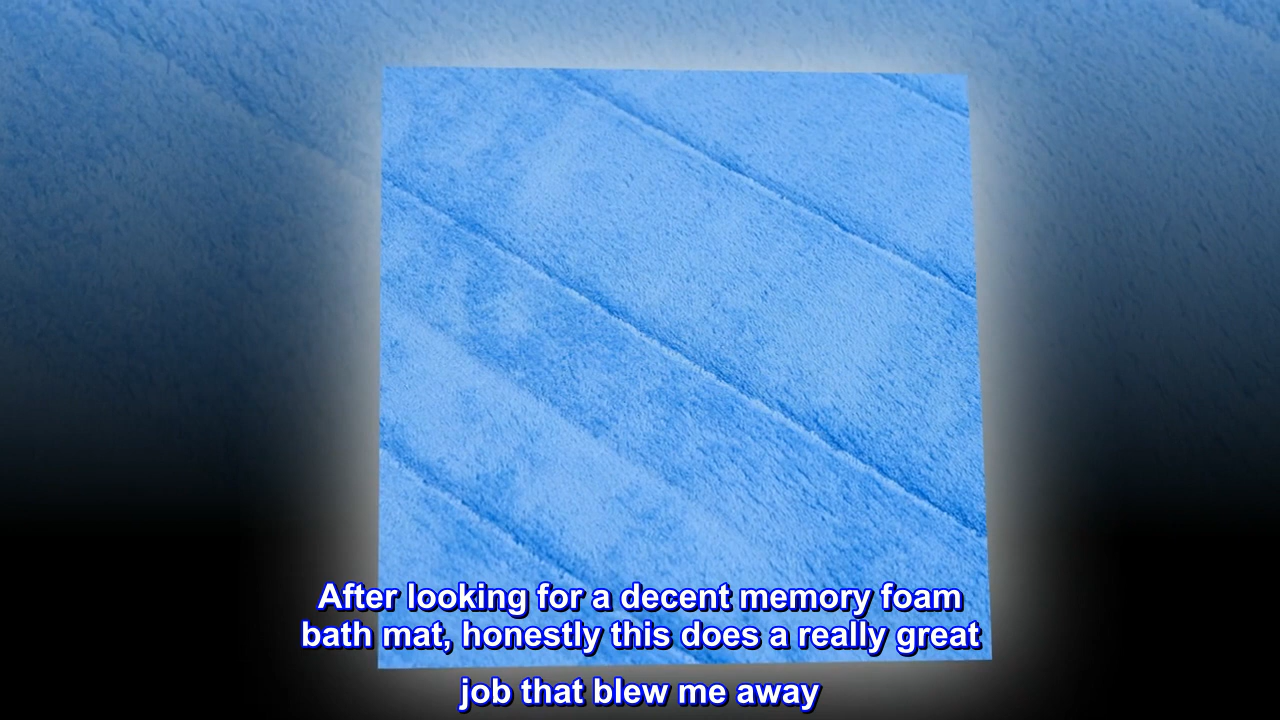 After looking for a decent memory foam
bath mat, honestly this does a really great
job that blew me away